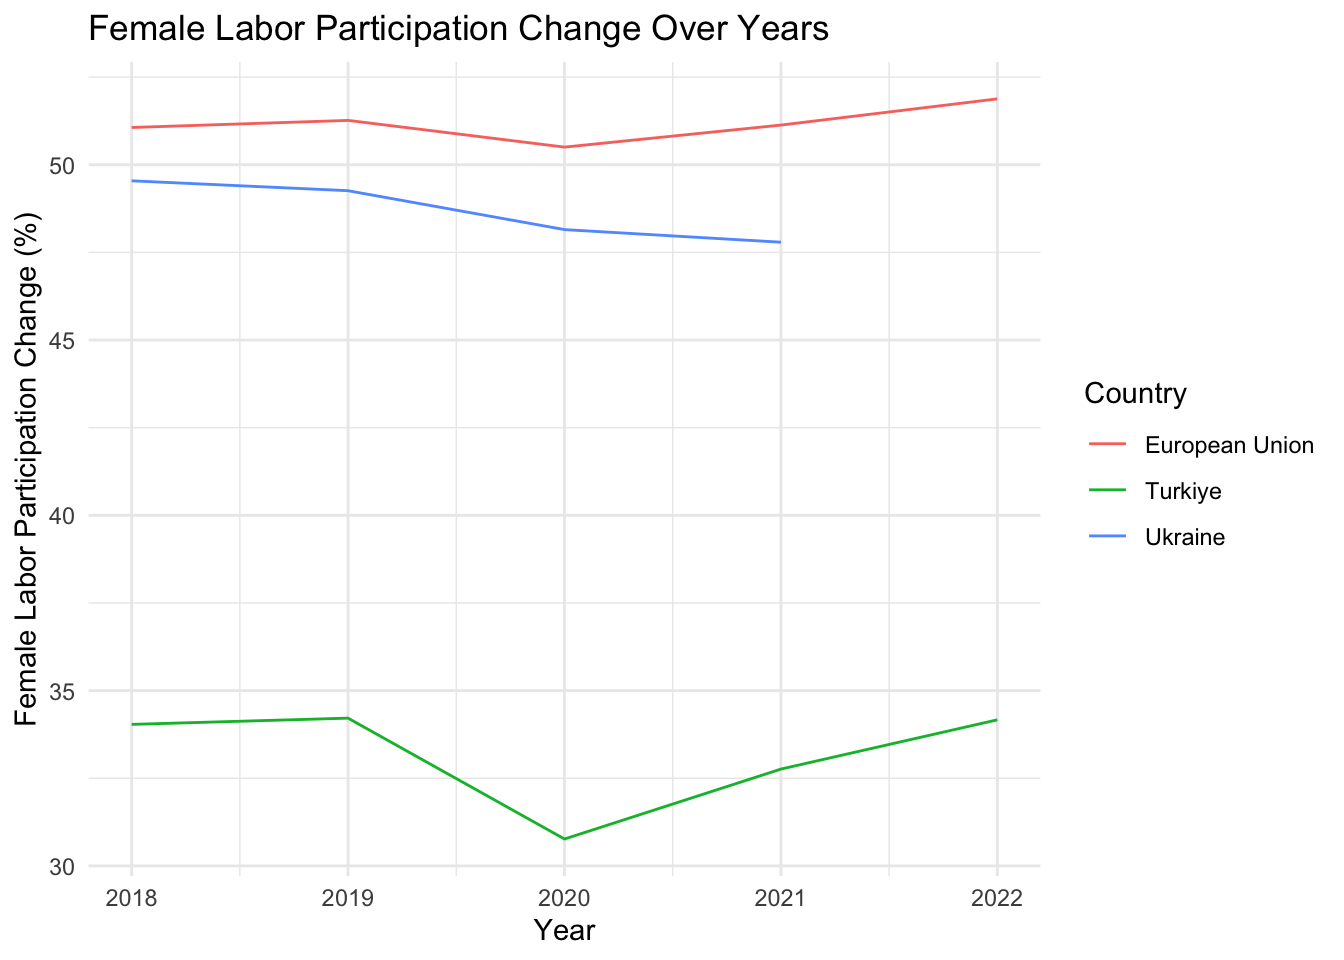 Female Labor Participation Change Over Years
Female Labor Participation Change (%)
50
45
40
35
30
2018 2019 2020 2021 2022
Year
Country
European Union
Turkiye
Ukraine